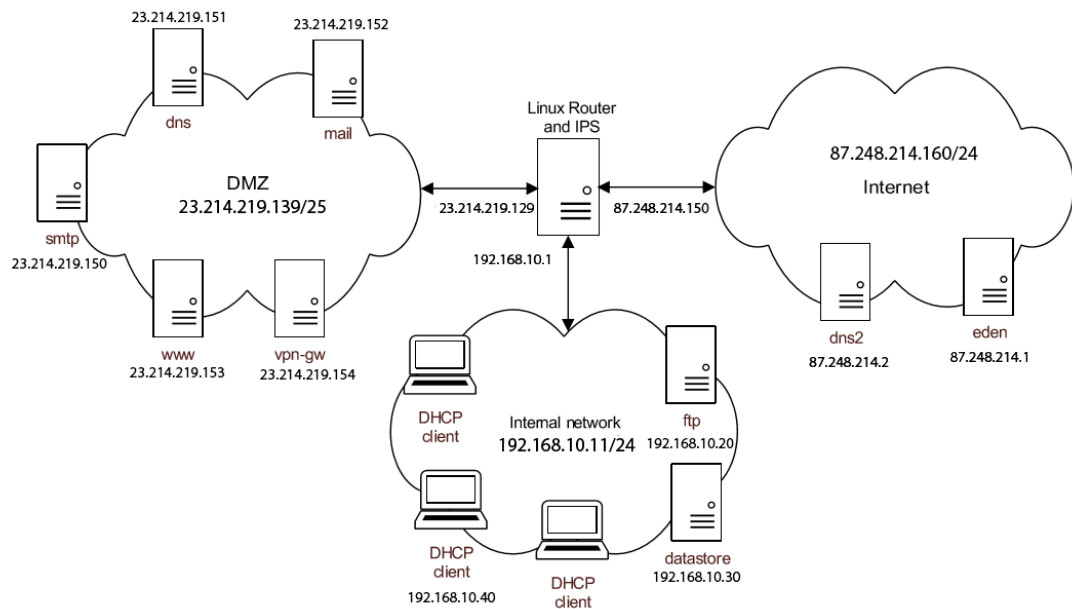 23.214.219.151
23.214.219.152
dns
mail
DMZ
23.214.219.139/25
smtp
23.214.219.150
www
23.214.219.153
vpn-gw
23.214.219.154
Linux Router
and IPS
23.214.219.129
87.248.214.150
192.168.10.1
87.248.214.160/24
Internet
dns2
87.248.214.2
eden
87.248.214.1
DHCP
client
Internal network
192.168.10.11/24
ftp
192.168.10.20
DHCP
client
192.168.10.40
DHCP
client
datastore
192.168.10.30